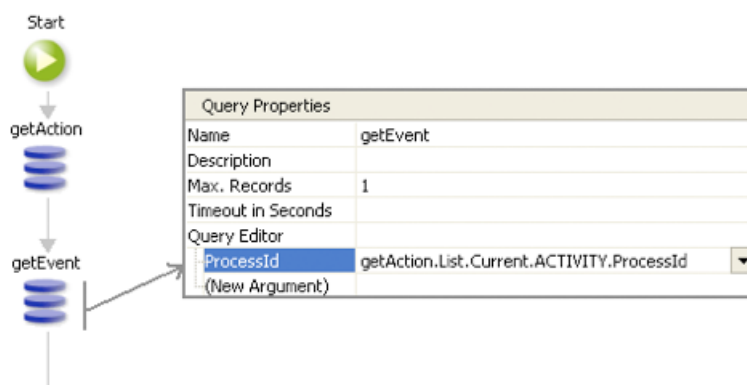 Start
getAction
getEvent
Query Properties
Name getEvent
Description
Max. Records 1
Timeout in Seconds
Query Editor
ProcessId getAction.List.Current.ACTIVITY.ProcessId
(New Argument)